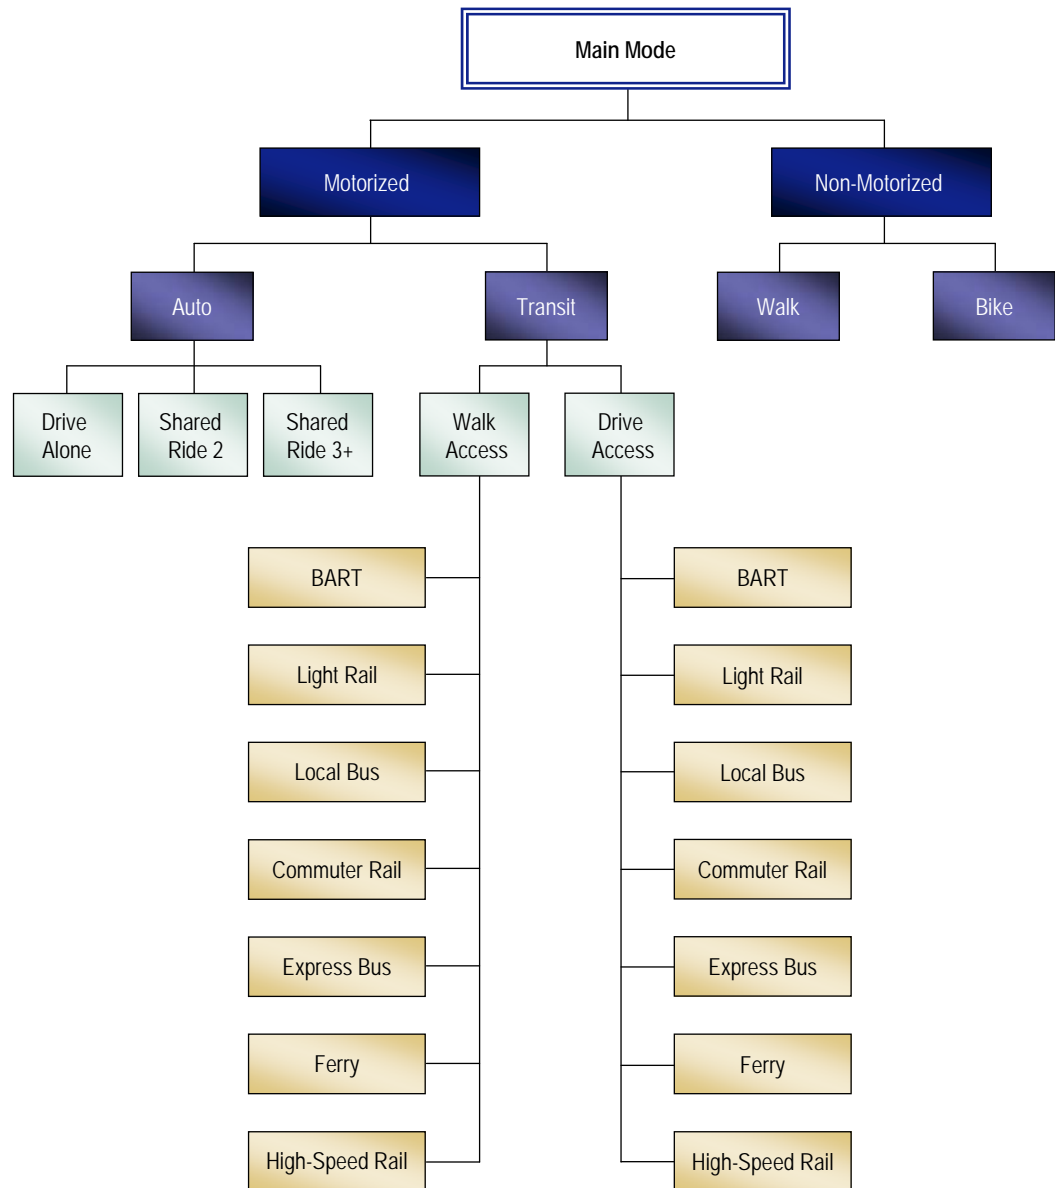 Main Mode
Motorized
Non-Motorized
Auto
Transit
Walk
Bike
Drive
Alone
Shared
Ride 2
Shared
Ride 3+
Walk
Access
Drive
Access
BART
BART
Light Rail
Light Rail
Local Bus
Local Bus
Commuter Rail
Commuter Rail
Express Bus
Express Bus
Ferry
Ferry
High-Speed Rail
High-Speed Rail